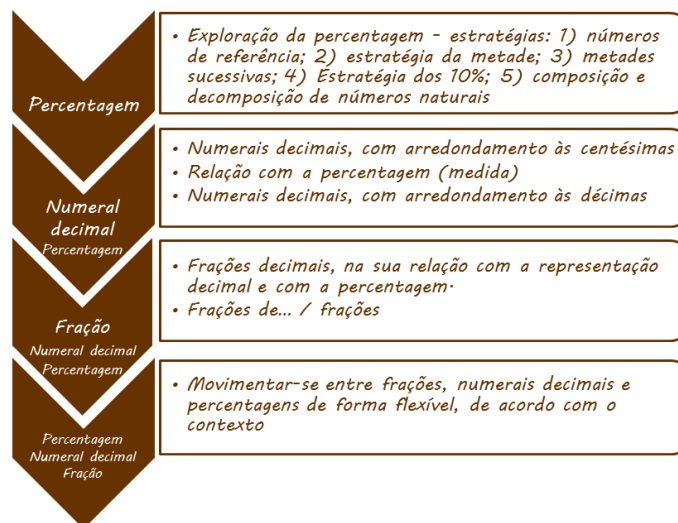 Percentagem
• Exploração da percentagem - estratégias: 1) números
de referência; 2) estratégia da metade; 3) metades
sucessivas; 4) Estratégia dos 10%; 5) composição e
decomposição de números naturais
Numeral
decimal
Percentagem
• Numerais decimais, com arredondamento às centésimas
• Relação com a percentagem (medida)
• Numerais decimais, com arredondamento às décimas
Fração
Numeral decimal
Percentagem
• Frações decimais, na sua relação com a representação
decimal e com a percentagem.
• Frações de... / frações
Percentagem
Numeral decimal
Fração
• Movimentar-se entre frações, numerais decimais e
percentagens de forma flexível, de acordo com o
contexto